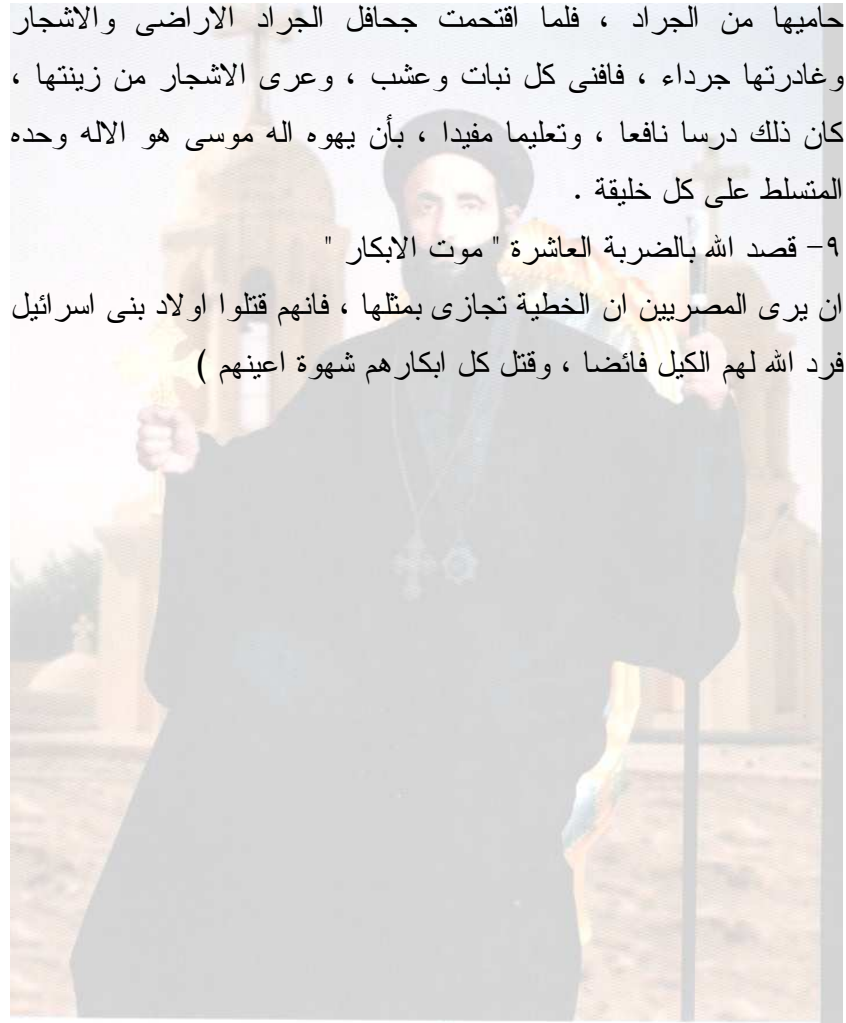 حاميها من الجراد ، فلما اقتحمت جحافل الجراد الاراضى والاشجار
وغادرتها جرداء ، فافنى كل نبات وعشب ، وعرى الاشجار من زينتها ،
كان ذلك درسا نافعا ، وتعليما مفيدا ، بأن يهوه اله موسى هو الاله وحده
المتسلط على كل خليقة .
٩- قصد الله بالضربة العاشرة " موت الابكار "
ان يرى المصريين ان الخطية تجازى بمثلها ، فانهم قتلوا اولاد بنى اسرائيل
فرد الله لهم الكيل فائضا ، وقتل كل ابكارهم شهوة اعينهم )